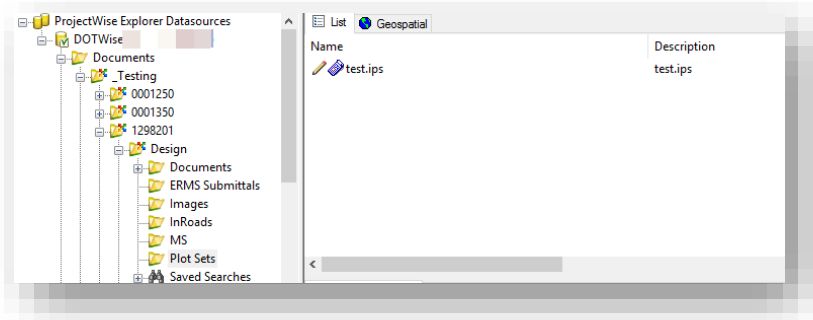 ProjectWise Explorer Datasources
DOTWise
Documents
_Testing
0001250
0001350
1298201
Design
Documents
ERMS Submittals
Images
InRoads
MS
Plot Sets
Saved Searches
List Geospatial
Name Description
test.ips test.ips